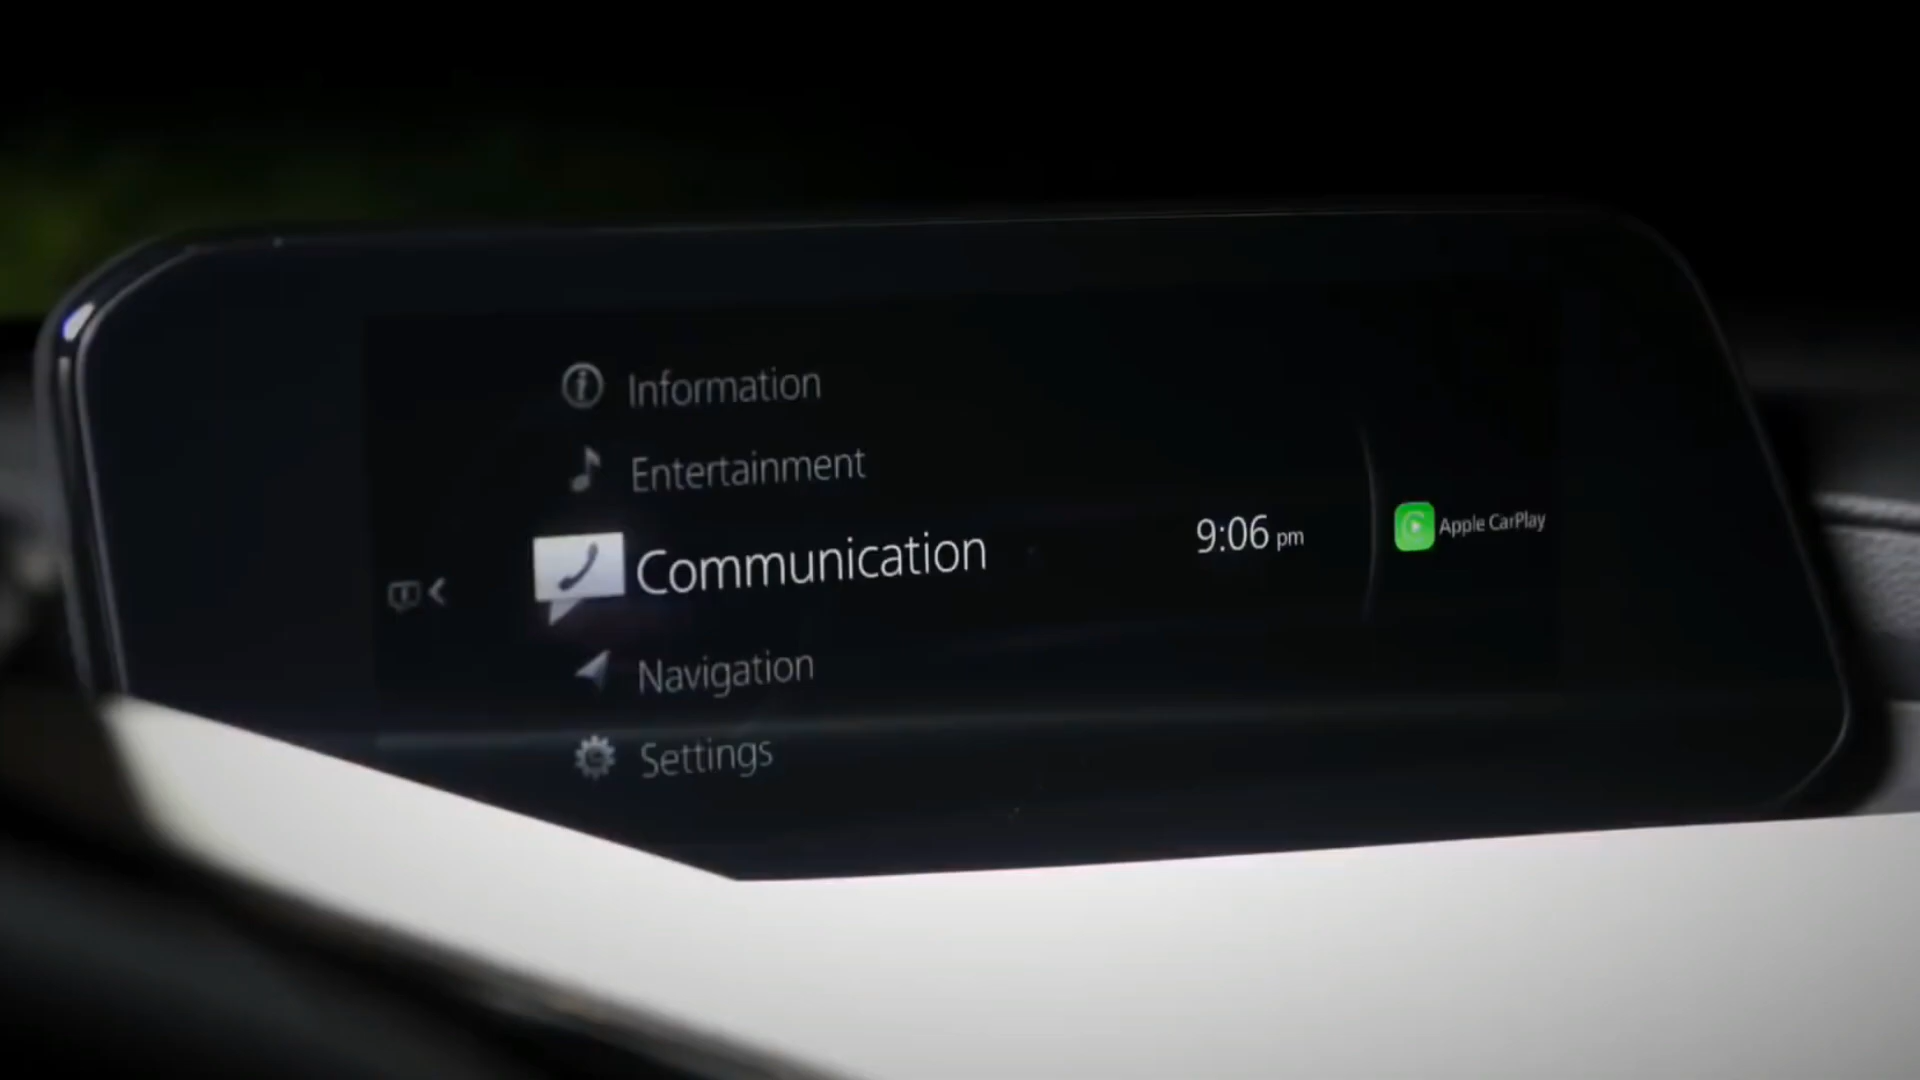 Information
Entertainment
Communication
9:06 pm
Apple CarPlay
Navigation
Settings